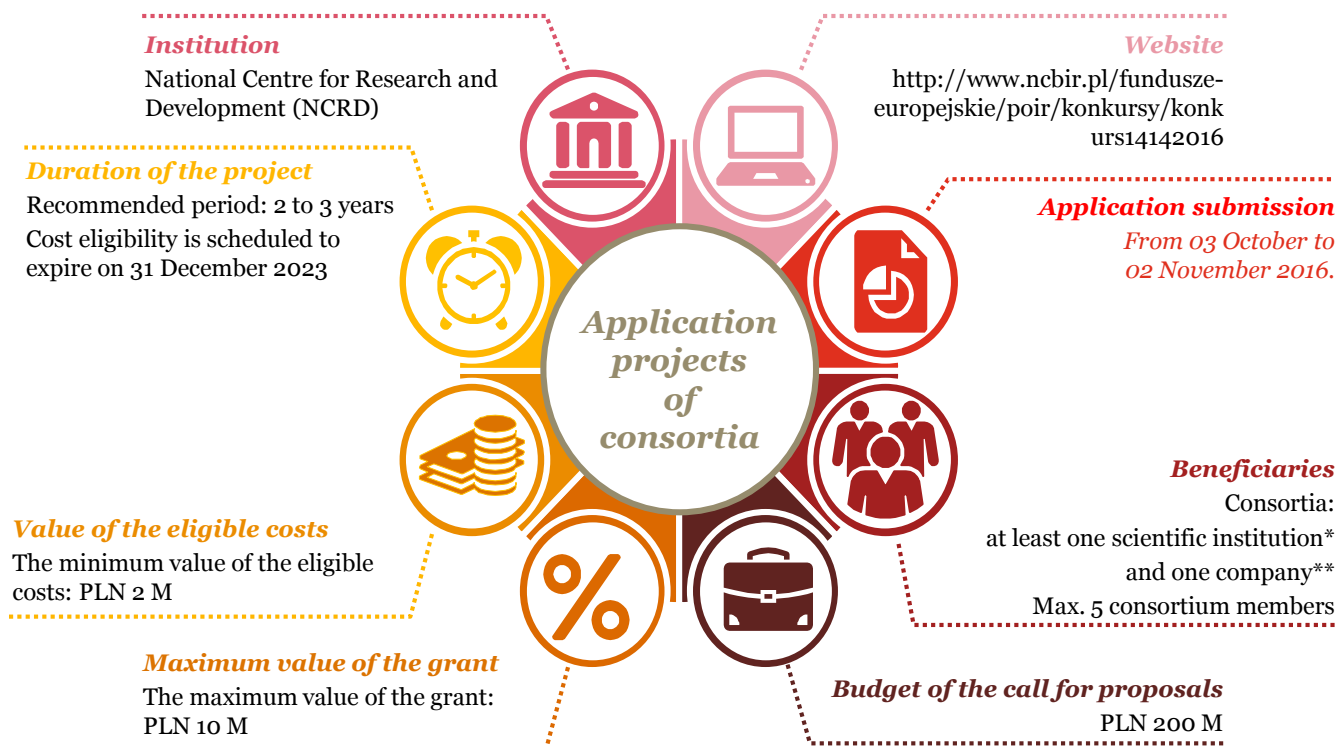 Institution
National Centre for Research and
Development (NCRD)
Website
http://www.ncbir.pl/fundusze-
europejskie/poir/konkursy/konk
urs14142016
Duration of the project
Recommended period: 2 to 3 years
Cost eligibility is scheduled to
expire on 31 December 2023
Application submission
From 03 October to
02 November 2016.
Application
projects
of
consortia
Value of the eligible costs
The minimum value of the eligible
costs: PLN 2 M
Beneficiaries
Consortia:
at least one scientific institution*
and one company**
Max. 5 consortium members
Maximum value of the grant
The maximum value of the grant:
PLN 10 M
Budget of the call for proposals
PLN 200 M